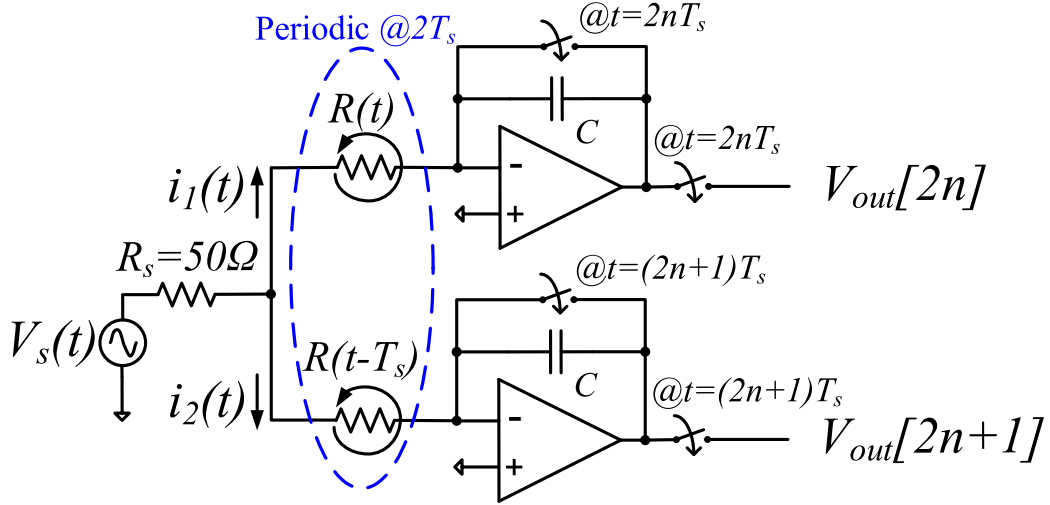 Periodic @2Tₛ
@t=2nTₛ
R(t)
C
@t=2nTₛ
i₁(t)
-
+
Vout[2n]
Rₛ=50Ω
@t=(2n+1)Tₛ
Vₛ(t)
R(t-Tₛ)
C
@t=(2n+1)Tₛ
i₂(t)
-
+
Vout[2n+1]